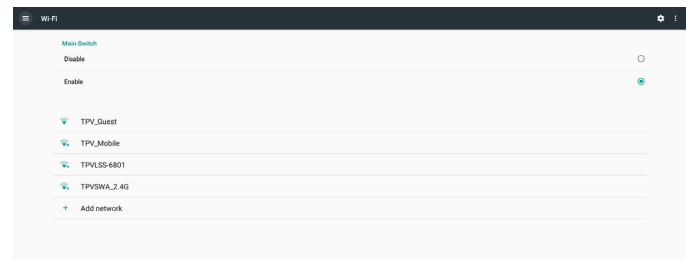 Wi-Fi
Main Switch
Disable
Enable
TPV_Guest
TPV_Mobile
TPVLSS-6801
TPVSWA_2.4G
+ Add network